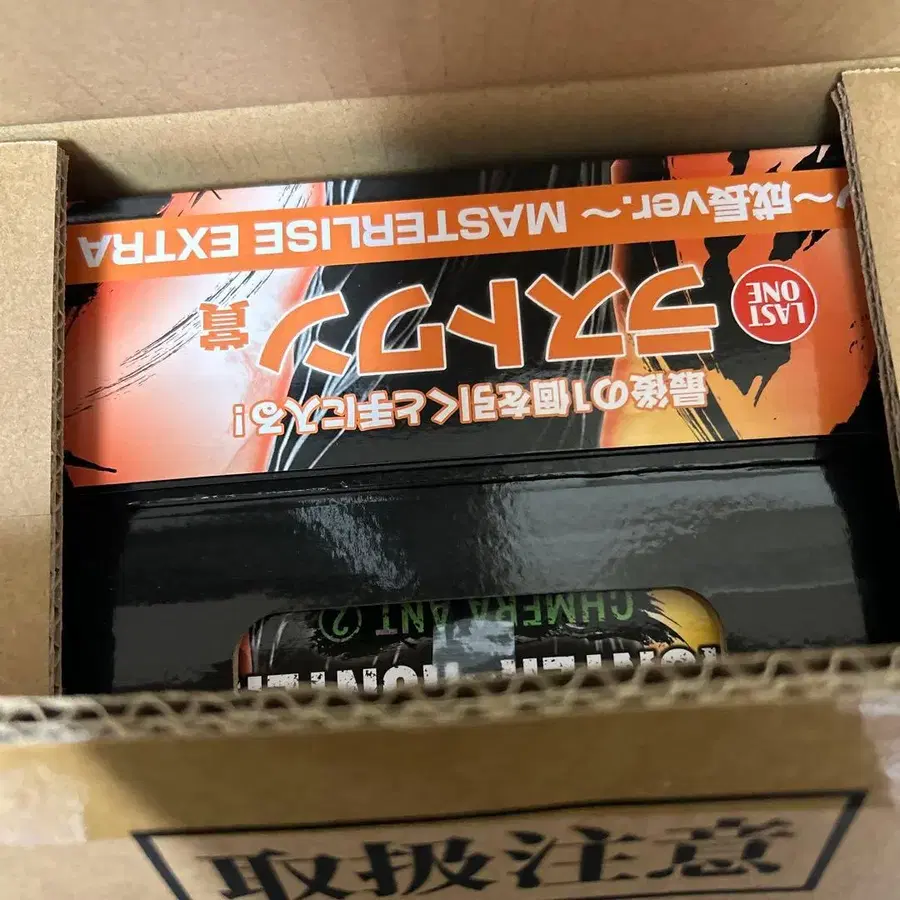 最後の1個を引くと手に入る!
LAST
ONE
ラストワン賞
～成長ver.～ MASTERLISE EXTRA
CHIMERA ANT ②
取扱注意